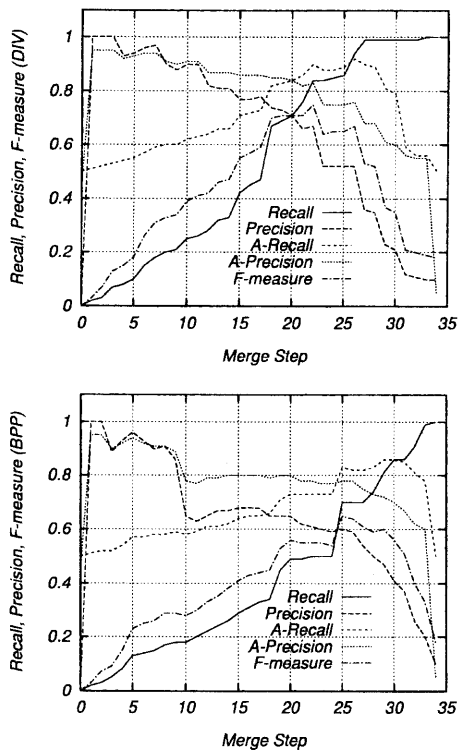 Recall, Precision, F-measure (DIV)
1
0.8
0.6
0.4
0.2
0
Recall
Precision
A-Recall
A-Precision
F-measure
0 5 10 15 20 25 30 35
Merge Step
Recall, Precision, F-measure (BPP)
1
0.8
0.6
0.4
0.2
0
Recall
Precision
A-Recall
A-Precision
F-measure
0 5 10 15 20 25 30 35
Merge Step